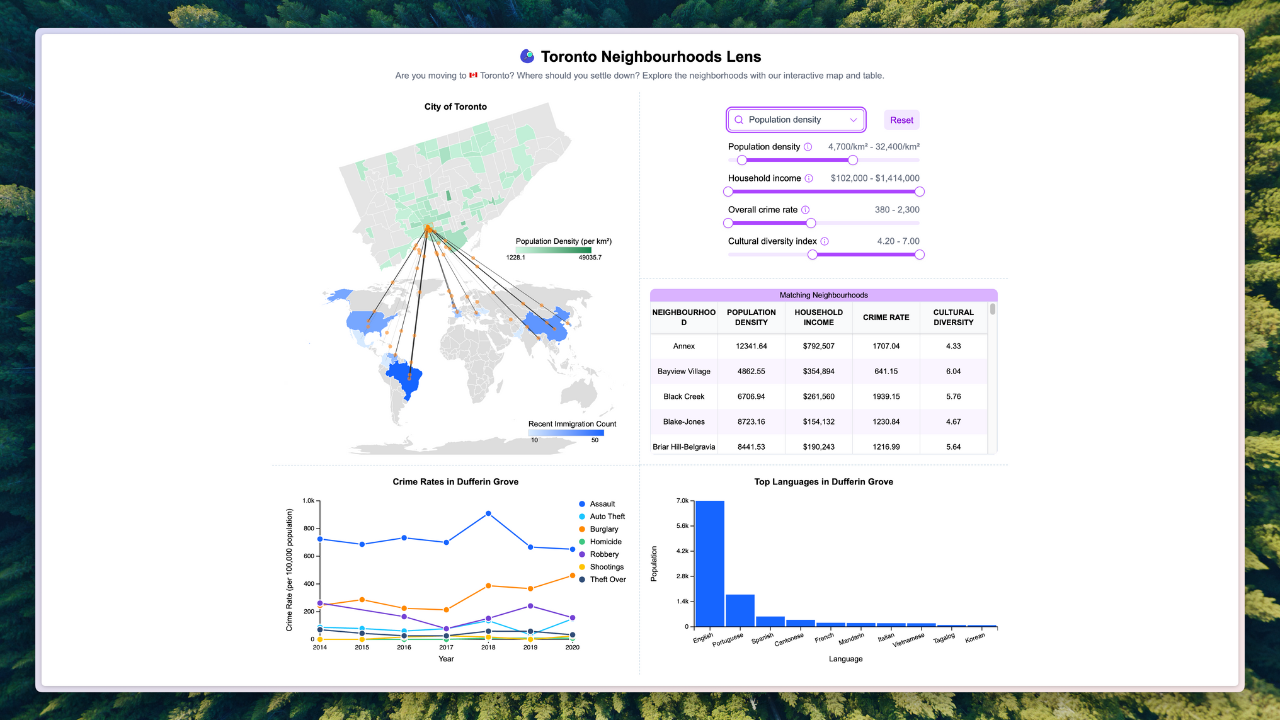 Toronto Neighbourhoods Lens
Are you moving to 🇨🇦 Toronto? Where should you settle down? Explore the neighborhoods with our interactive map and table.
City of Toronto
Population Density (per km²)
1228.1 49035.7
Recent Immigration Count
10 50
Population density
Reset
Population density 4,700/km² - 32,400/km²
Household income $102,000 - $1,414,000
Overall crime rate 380 - 2,300
Cultural diversity index 4.20 - 7.00
Matching Neighbourhoods
NEIGHBOURHOO
D
POPULATION
DENSITY
HOUSEHOLD
INCOME
CRIME RATE
CULTURAL
DIVERSITY
Annex 12341.64 $792,507 1707.04 4.33
Bayview Village 4862.55 $354,894 641.15 6.04
Black Creek 6706.94 $261,560 1939.15 5.76
Blake-Jones 8723.16 $154,132 1230.84 4.67
Briar Hill-Belgravia 8441.53 $190,243 1216.99 5.64
Crime Rates in Dufferin Grove
Crime Rate (per 100,000 population)
1.0k
800
600
400
200
0
2014 2015 2016 2017 2018 2019 2020
Year
Assault
Auto Theft
Burglary
Homicide
Robbery
Shootings
Theft Over
Top Languages in Dufferin Grove
Population
7.0k
5.6k
4.2k
2.8k
1.4k
0
English Portuguese Spanish Cantonese French Mandarin Italian Vietnamese Tagalog Korean
Language